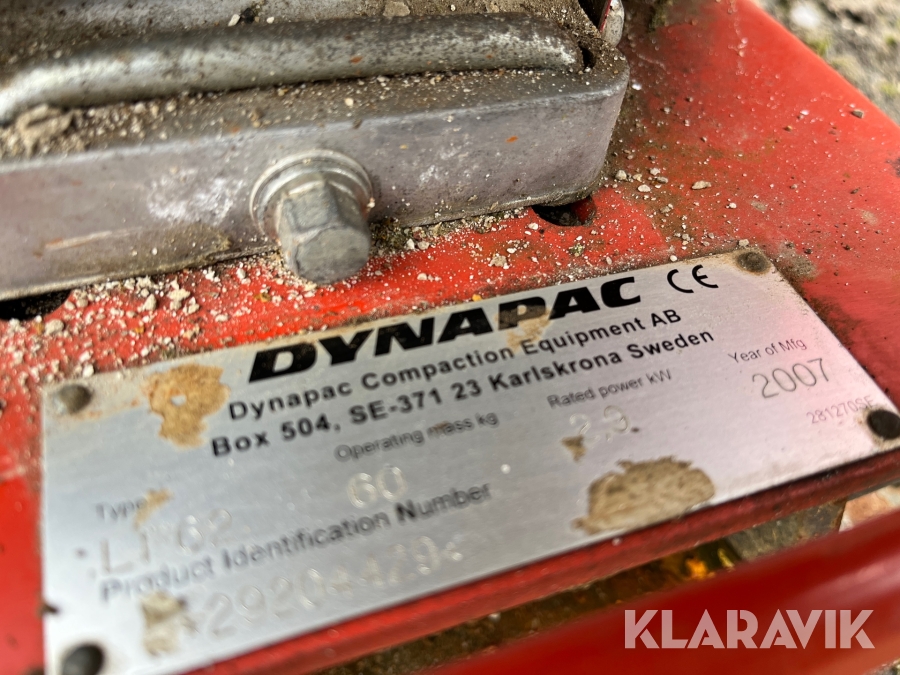 DYNAPAC CE
Dynapac Compaction Equipment AB
Box 504, SE-371 23 Karlskrona Sweden
Type Operating mass kg Rated power kW Year of Mfg
60 2007
Product Identification Number
281270SE
KLARAVIK